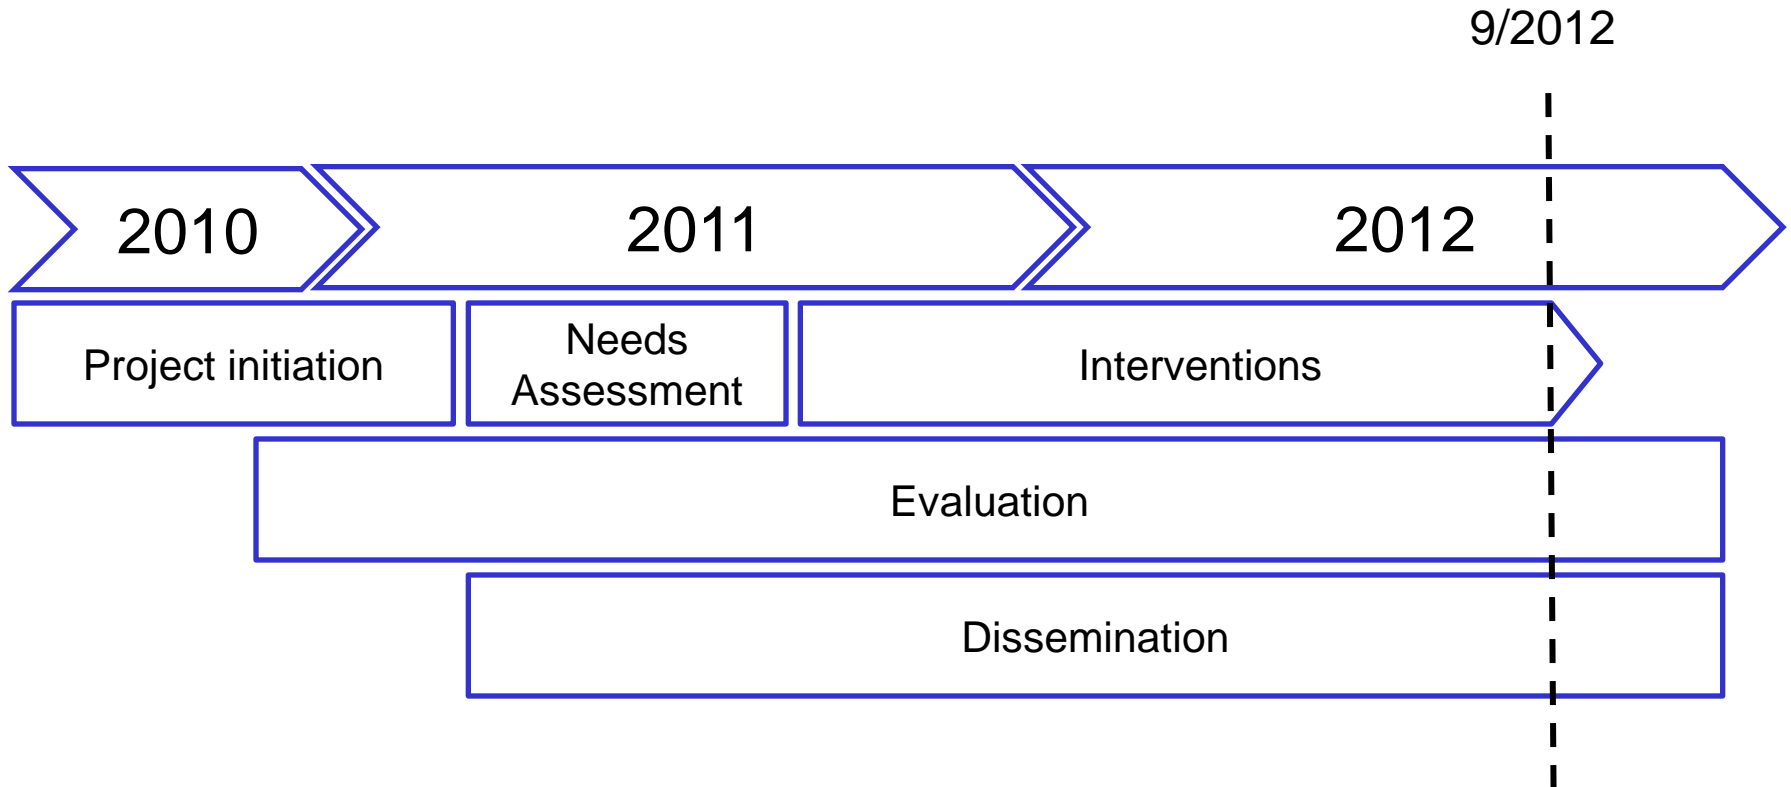 9/2012
2010
2011
2012
Project initiation
Needs
Assessment
Interventions
Evaluation
Dissemination